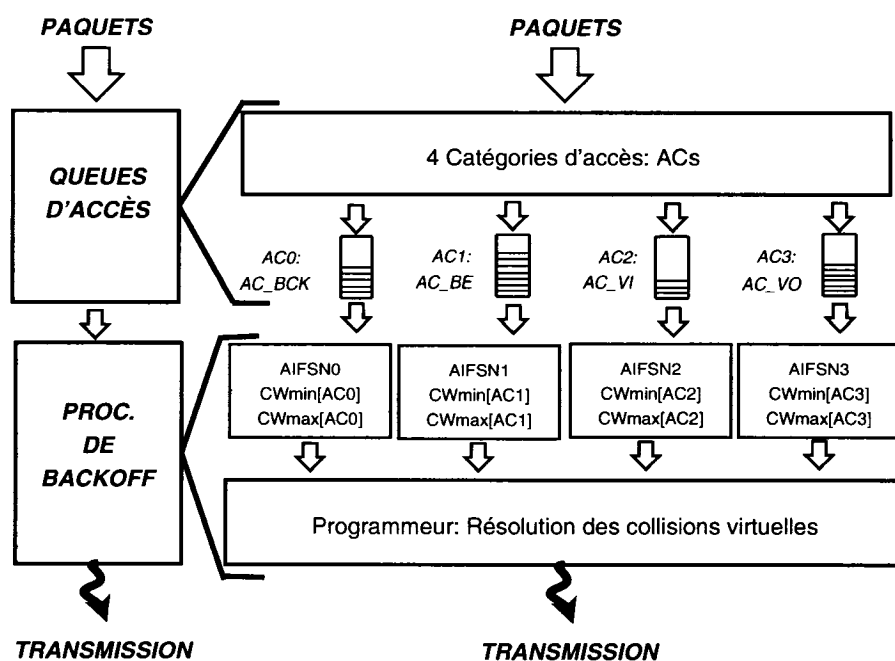 PAQUETS
PAQUETS
QUEUES
D'ACCÈS
4 Catégories d'accès: ACs
AC0:
AC_BCK
AC1:
AC_BE
AC2:
AC_VI
AC3:
AC_VO
PROC.
DE
BACKOFF
AIFSN0
CWmin[AC0]
CWmax[AC0]
AIFSN1
CWmin[AC1]
CWmax[AC1]
AIFSN2
CWmin[AC2]
CWmax[AC2]
AIFSN3
CWmin[AC3]
CWmax[AC3]
Programmeur: Résolution des collisions virtuelles
TRANSMISSION
TRANSMISSION